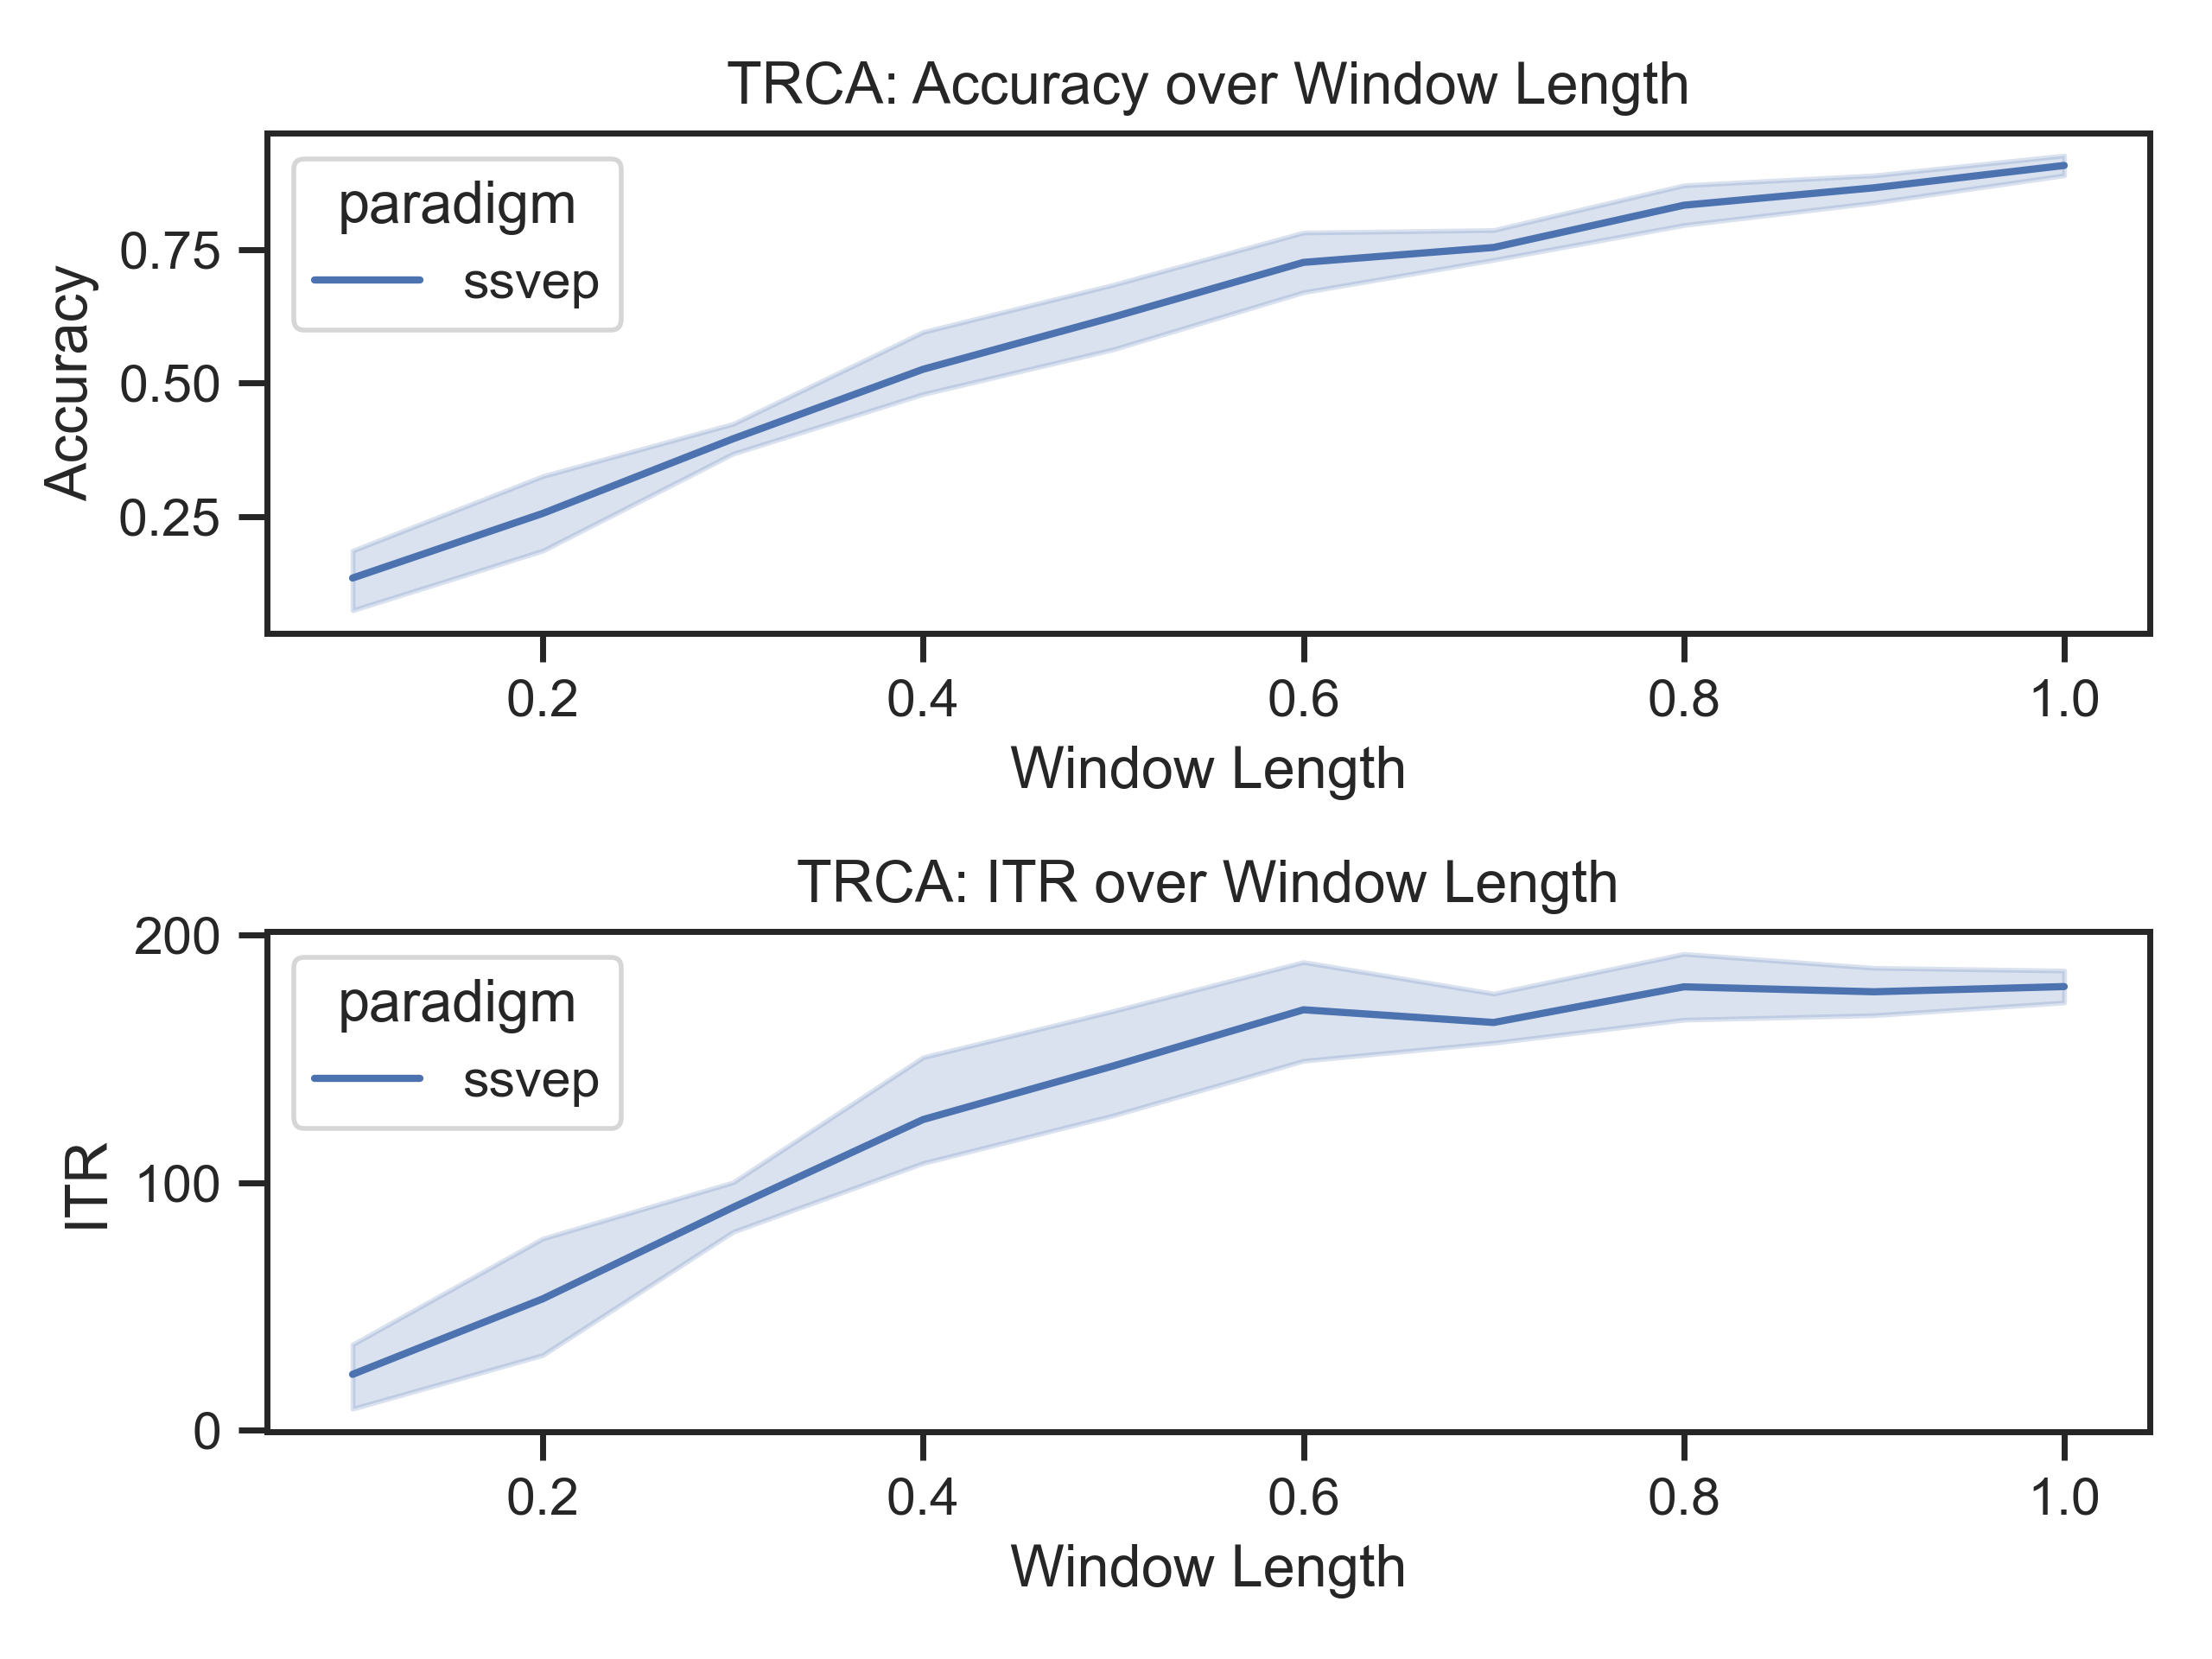 TRCA: Accuracy over Window Length
paradigm
ssvep
Accuracy
0.75
0.50
0.25
0.2 0.4 0.6 0.8 1.0
Window Length
TRCA: ITR over Window Length
paradigm
ssvep
ITR
200
100
0
0.2 0.4 0.6 0.8 1.0
Window Length